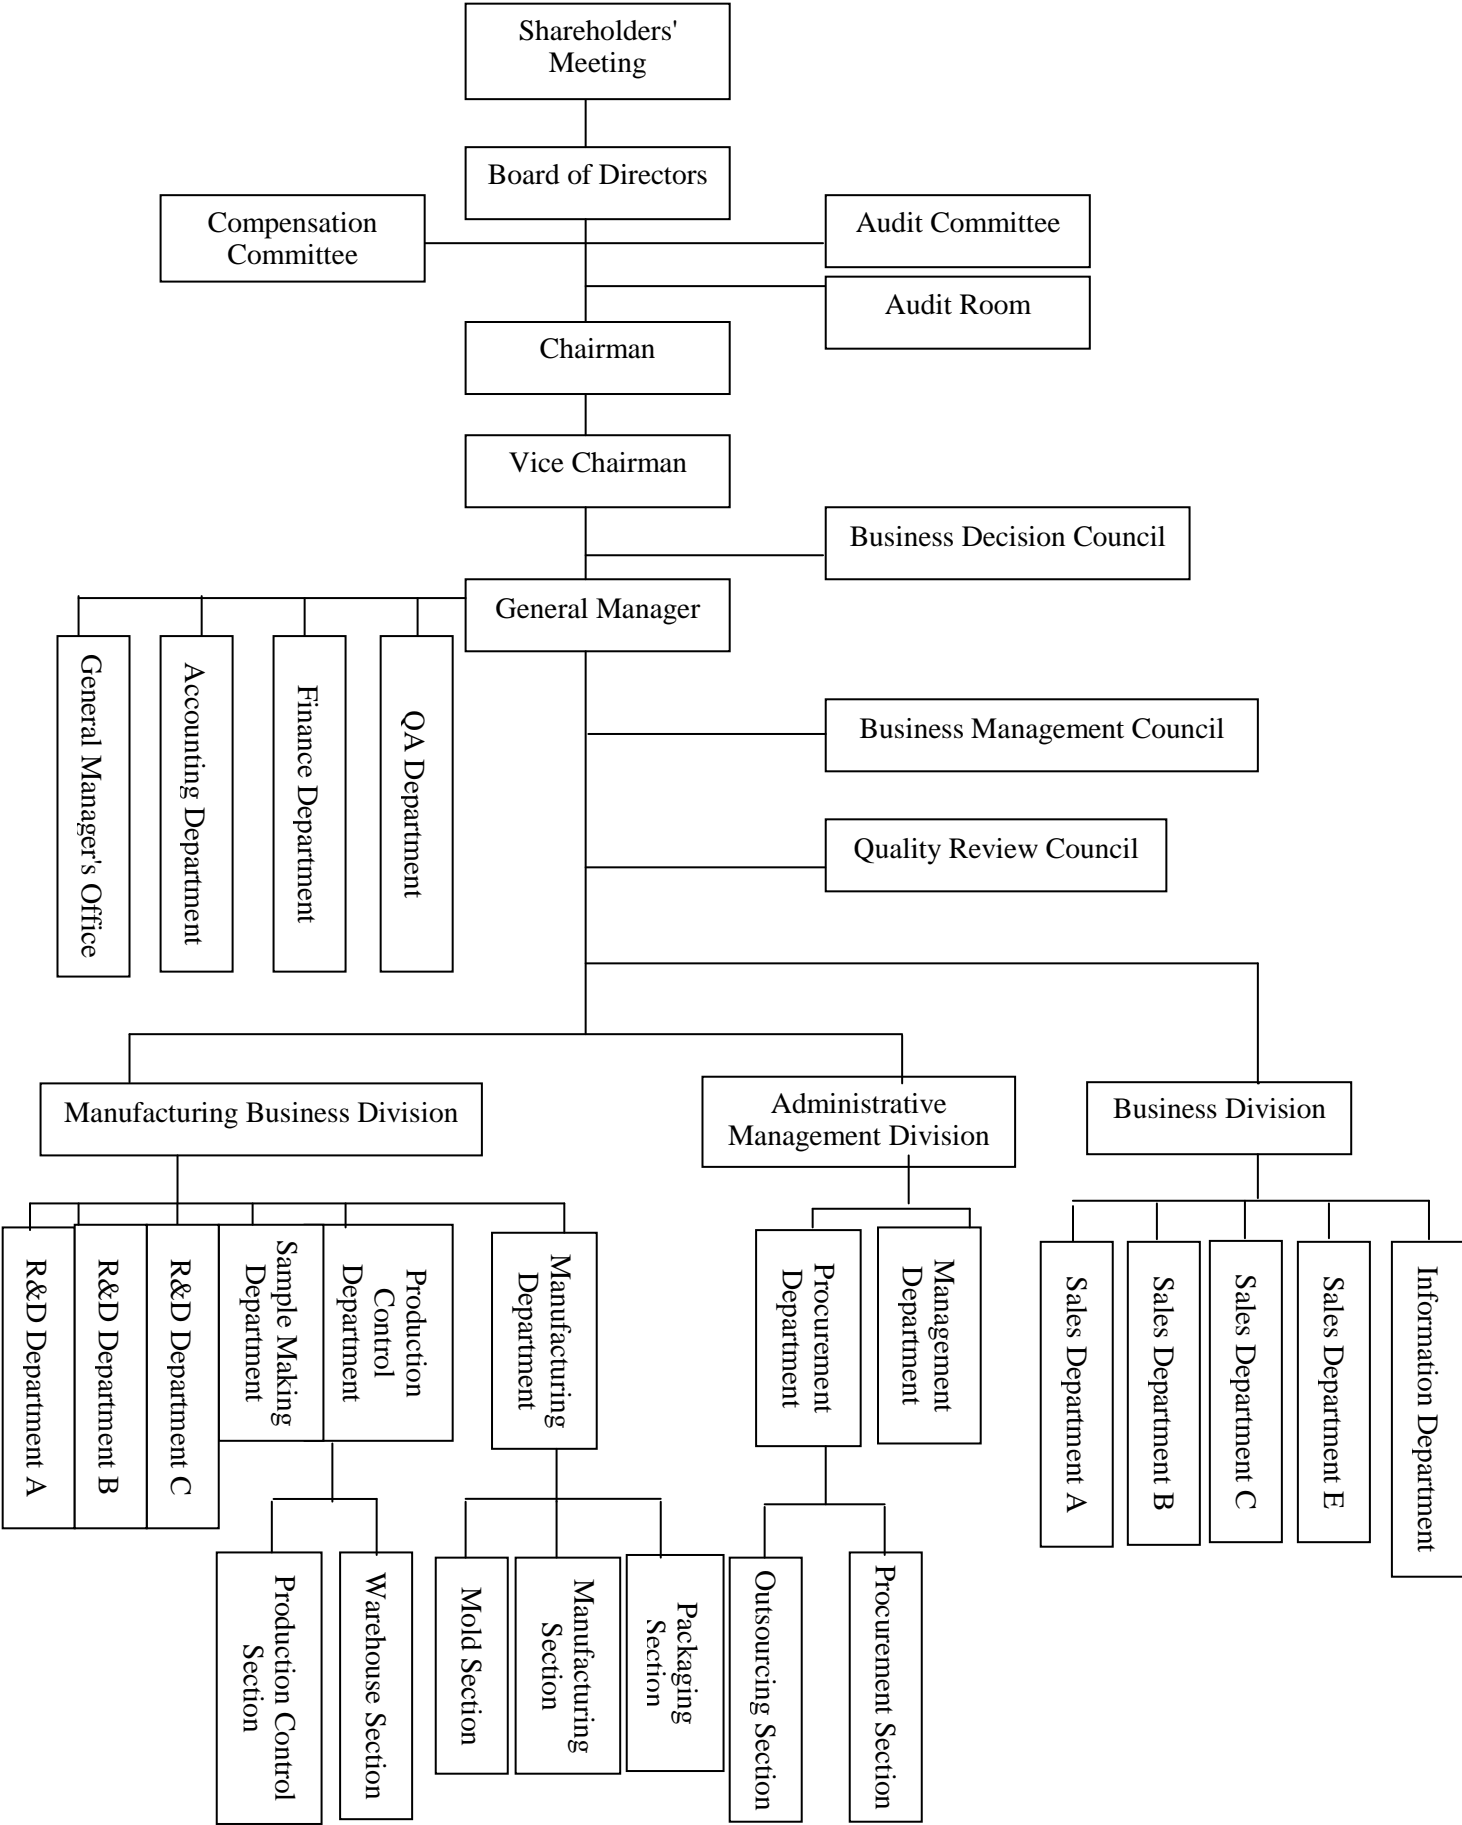 Shareholders'
Meeting
Board of Directors
Compensation
Committee
Audit Committee
Audit Room
Chairman
Vice Chairman
Business Decision Council
General Manager
General Manager's Office
Accounting Department
Finance Department
QA Department
Business Management Council
Quality Review Council
Manufacturing Business Division
Administrative
Management Division
Business Division
R&D Department A
R&D Department B
R&D Department C
Sample Making
Department
Production
Control
Department
Manufacturing
Department
Procurement
Department
Management
Department
Sales Department A
Sales Department B
Sales Department C
Sales Department E
Information Department
Production Control
Section
Warehouse Section
Mold Section
Manufacturing
Section
Packaging
Section
Outsourcing Section
Procurement Section